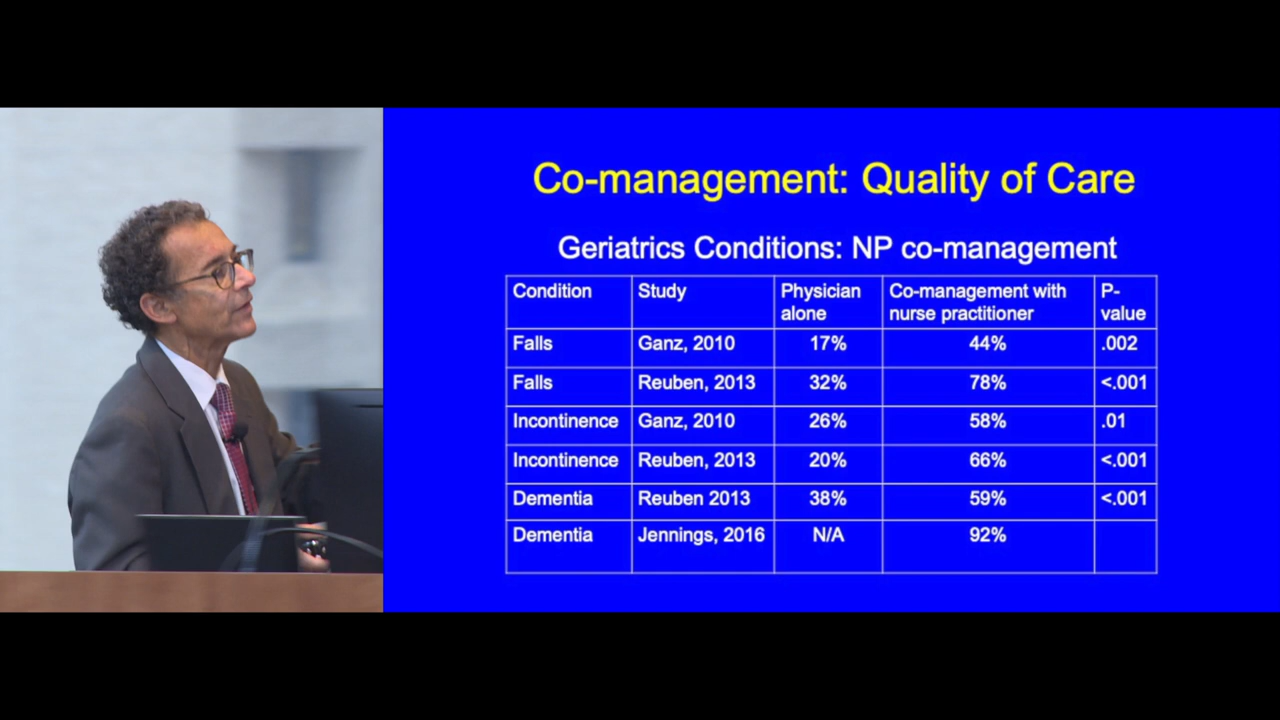 Co-management: Quality of Care
Geriatrics Conditions: NP co-management
Condition Study Physician alone Co-management with nurse practitioner P-value
Falls Ganz, 2010 17% 44% .002
Falls Reuben, 2013 32% 78% <.001
Incontinence Ganz, 2010 26% 58% .01
Incontinence Reuben, 2013 20% 66% <.001
Dementia Reuben 2013 38% 59% <.001
Dementia Jennings, 2016 N/A 92%